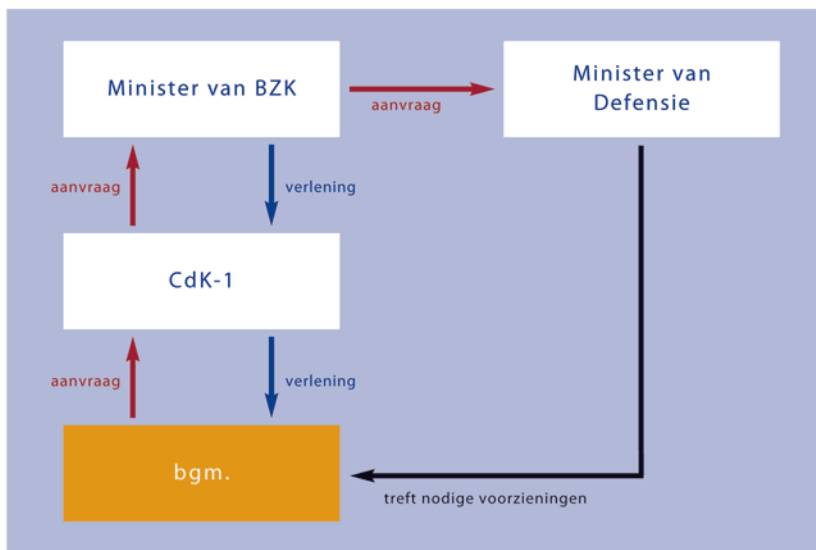 Minister van BZK
aanvraag
Minister van
Defensie
aanvraag
verlening
CdK-1
aanvraag
verlening
bgm.
treft nodige voorzieningen